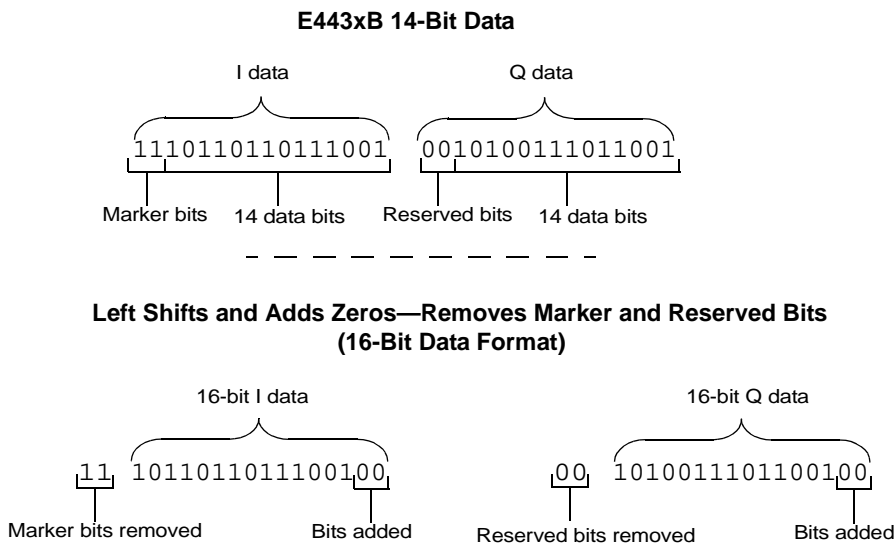 E443xB 14-Bit Data
I data Q data
1110110110111001 0010100111011001
Marker bits 14 data bits Reserved bits 14 data bits
Left Shifts and Adds Zeros—Removes Marker and Reserved Bits
(16-Bit Data Format)
16-bit I data 16-bit Q data
11 1011011011100100 00 1010011101100100
Marker bits removed Bits added Reserved bits removed Bits added